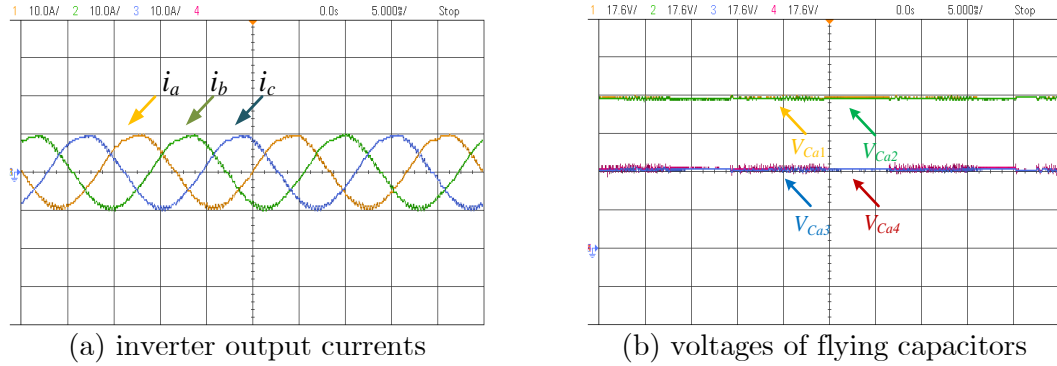 1 10.0A/ 2 10.0A/ 3 10.0A/ 4 0.0s 5.000ms/ Stop
i_a i_b i_c
(a) inverter output currents
1 17.6V/ 2 17.6V/ 3 17.6V/ 4 17.6V/ 0.0s 5.000ms/ Stop
V_Ca1 V_Ca2
V_Ca3 V_Ca4
(b) voltages of flying capacitors